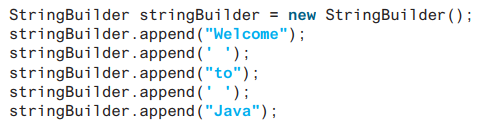 StringBuilder stringBuilder = new StringBuilder();
stringBuilder.append("Welcome");
stringBuilder.append(' ');
stringBuilder.append("to");
stringBuilder.append(' ');
stringBuilder.append("Java");